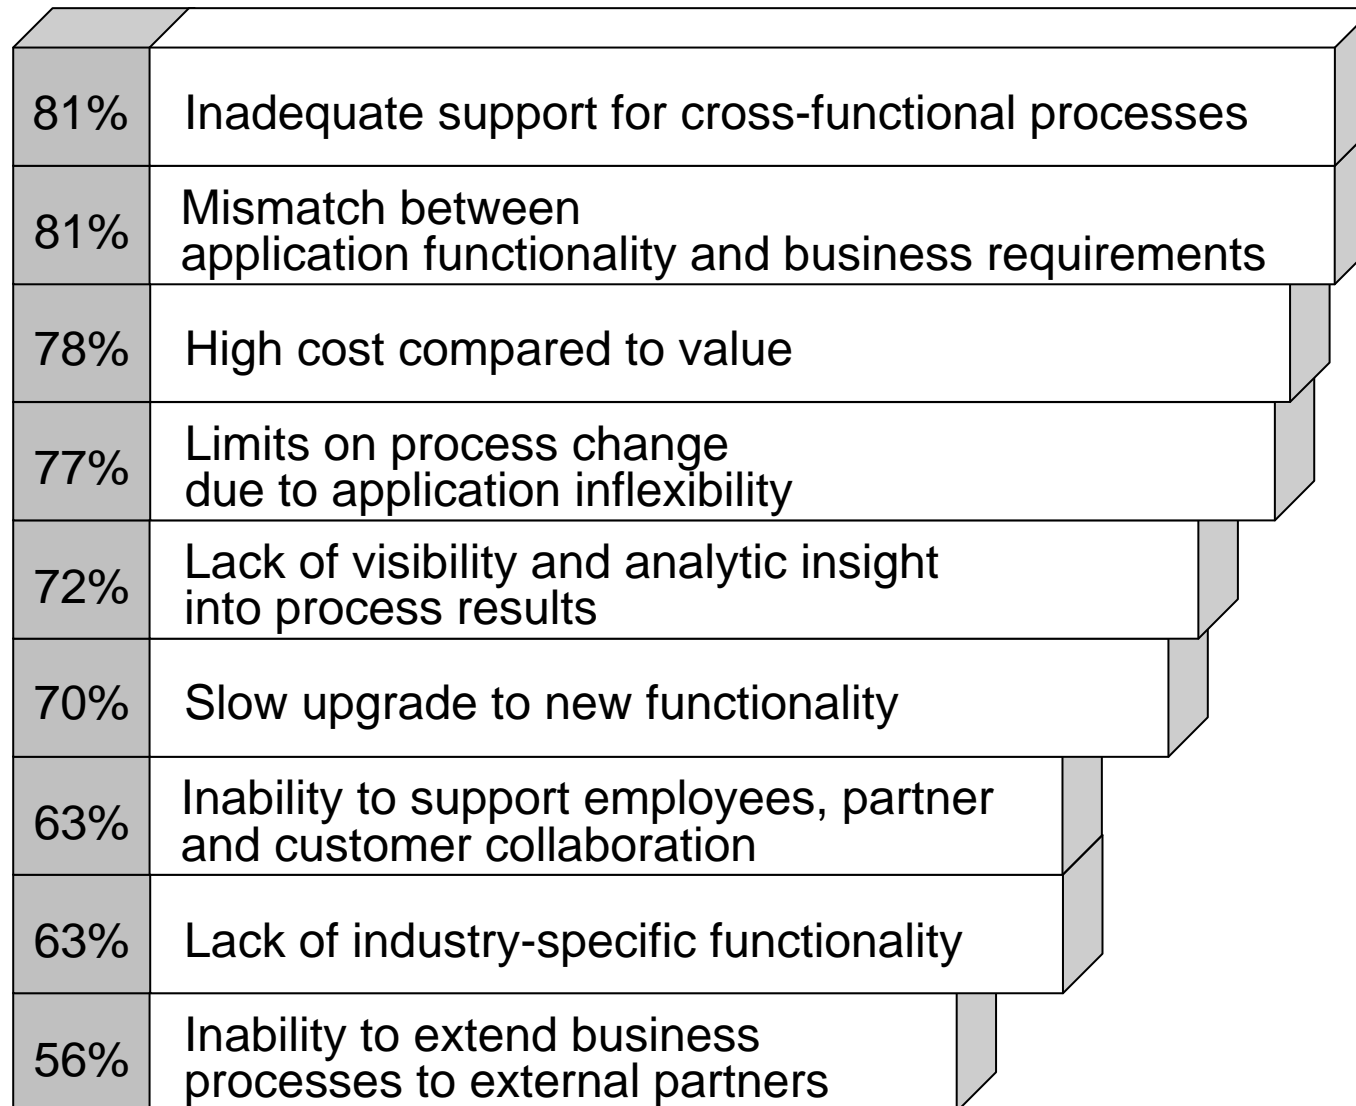 81% Inadequate support for cross-functional processes
81% Mismatch between
application functionality and business requirements
78% High cost compared to value
77% Limits on process change
due to application inflexibility
72% Lack of visibility and analytic insight
into process results
70% Slow upgrade to new functionality
63% Inability to support employees, partner
and customer collaboration
63% Lack of industry-specific functionality
56% Inability to extend business
processes to external partners